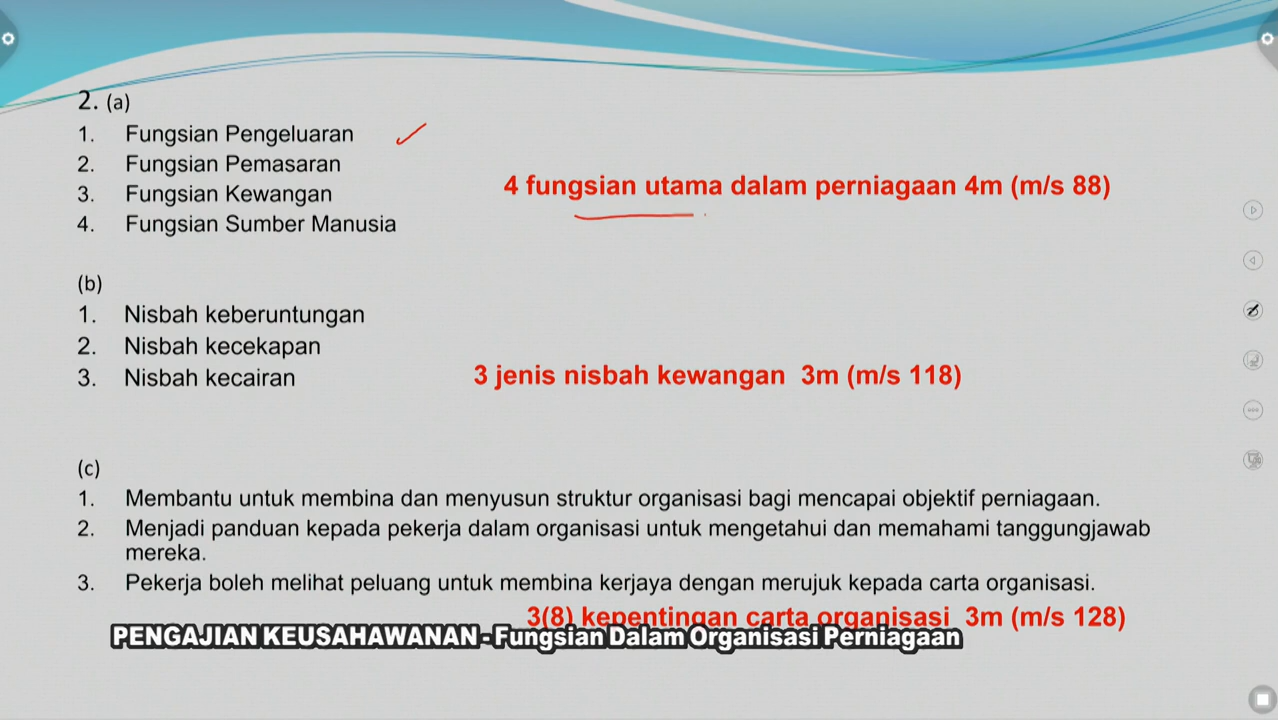 2. (a)
1. Fungsian Pengeluaran
2. Fungsian Pemasaran
3. Fungsian Kewangan
4. Fungsian Sumber Manusia
4 fungsian utama dalam perniagaan 4m (m/s 88)
(b)
1. Nisbah keberuntungan
2. Nisbah kecekapan
3. Nisbah kecairan
3 jenis nisbah kewangan 3m (m/s 118)
(c)
1. Membantu untuk membina dan menyusun struktur organisasi bagi mencapai objektif perniagaan.
2. Menjadi panduan kepada pekerja dalam organisasi untuk mengetahui dan memahami tanggungjawab
mereka.
3. Pekerja boleh melihat peluang untuk membina kerjaya dengan merujuk kepada carta organisasi.
3(8) kepentingan carta organisasi 3m (m/s 128)
PENGAJIAN KEUSAHAWANAN - Fungsian Dalam Organisasi Perniagaan